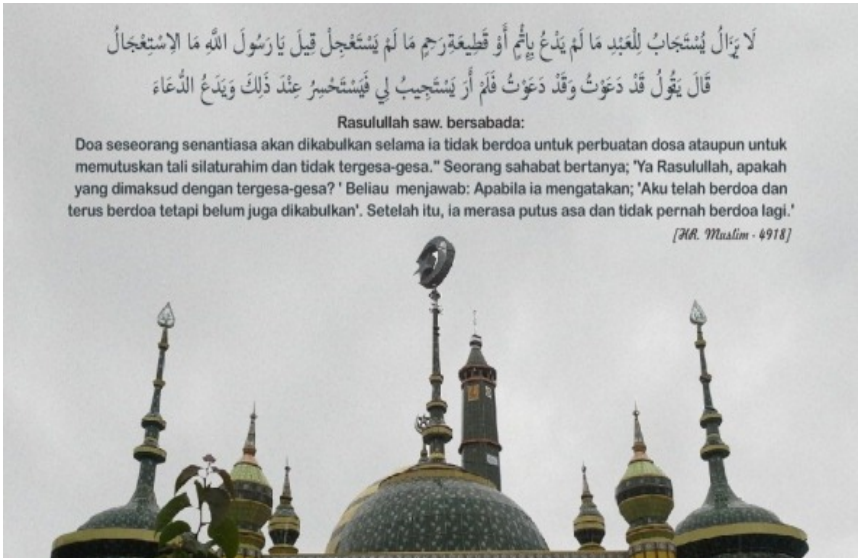 لَا يَزَالُ يُسْتَجَابُ لِلْعَبْدِ مَا لَمْ يَدْعُ بِإِثْمٍ أَوْ قَطِيعَةِ رَحِمٍ مَا لَمْ يَسْتَعْجِلْ قِيلَ يَا رَسُولَ اللَّهِ مَا الِاسْتِعْجَالُ
قَالَ يَقُولُ قَدْ دَعَوْتُ وَقَدْ دَعَوْتُ فَلَمْ أَرَ يَسْتَجِيبُ لِي فَيَسْتَحْسِرُ عِنْدَ ذَلِكَ وَيَدَعُ الدُّعَاءَ
Rasulullah saw. bersabada:
Doa seseorang senantiasa akan dikabulkan selama ia tidak berdoa untuk perbuatan dosa ataupun untuk
memutuskan tali silaturahim dan tidak tergesa-gesa." Seorang sahabat bertanya; 'Ya Rasulullah, apakah
yang dimaksud dengan tergesa-gesa? ' Beliau menjawab: Apabila ia mengatakan; 'Aku telah berdoa dan
terus berdoa tetapi belum juga dikabulkan'. Setelah itu, ia merasa putus asa dan tidak pernah berdoa lagi.'
[HR. Muslim - 4918]